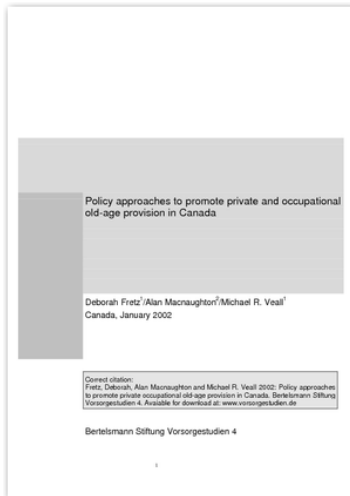 Policy approaches to promote private and occupational
old-age provision in Canada
Deborah Fretz¹/Alan Macnaughton²/Michael R. Veall¹
Canada, January 2002
Correct citation:
Fretz, Deborah, Alan Macnaughton and Michael R. Veall 2002: Policy approaches
to promote private occupational old-age provision in Canada. Bertelsmann Stiftung
Vorsorgestudien 4. Avaiable for download at: www.vorsorgestudien.de
Bertelsmann Stiftung Vorsorgestudien 4